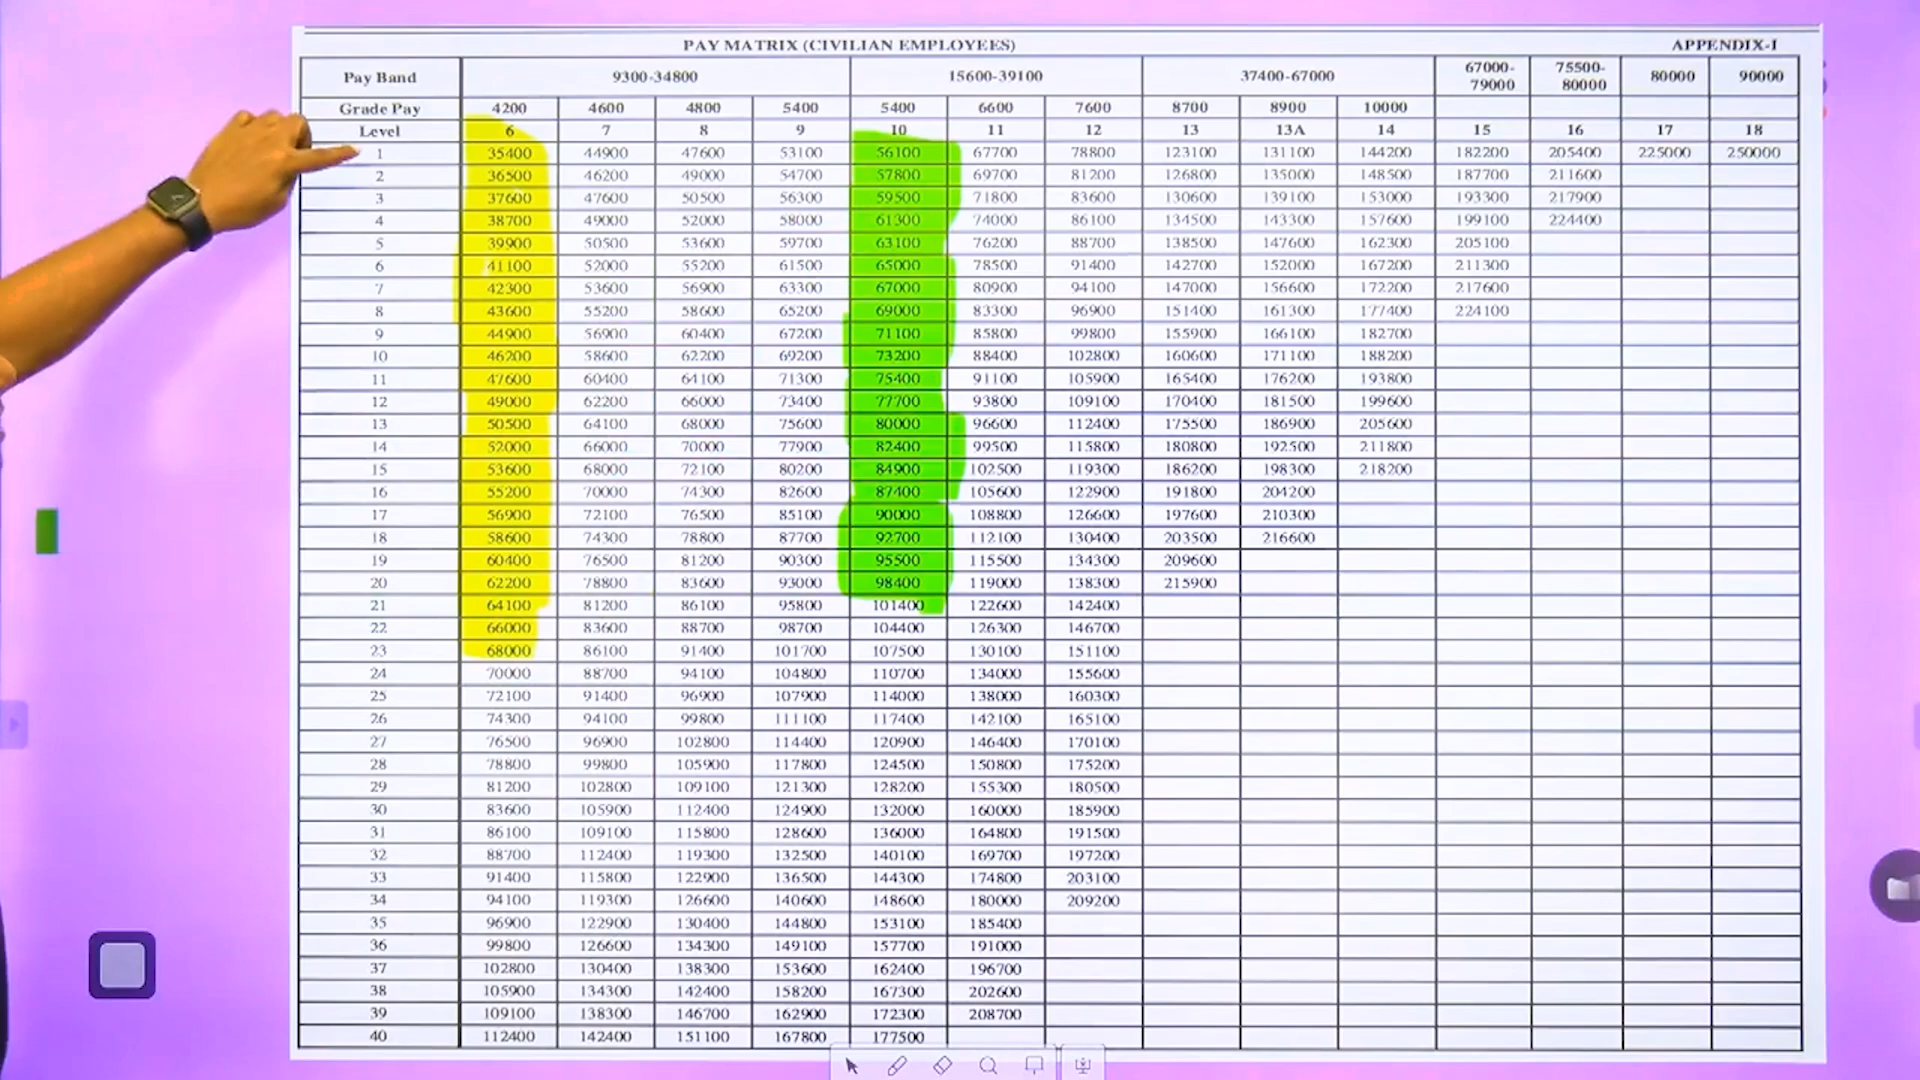 PAY MATRIX (CIVILIAN EMPLOYEES) APPENDIX-I
Pay Band 9300-34800 15600-39100 37400-67000 67000-79000 75500-80000 80000 90000
Grade Pay 4200 4600 4800 5400 5400 6600 7600 8700 8900 10000
Level 6 7 8 9 10 11 12 13 13A 14 15 16 17 18
1 35400 44900 47600 53100 56100 67700 78800 123100 131100 144200 182200 205400 225000 250000
2 36500 46200 49000 54700 57800 69700 81200 126800 135000 148500 187700 211600
3 37600 47600 50500 56300 59500 71800 83600 130600 139100 153000 193300 217900
4 38700 49000 52000 58000 61300 74000 86100 134500 143300 157600 199100 224400
5 39900 50500 53600 59700 63100 76200 88700 138500 147600 162300 205100
6 41100 52000 55200 61500 65000 78500 91400 142700 152000 167200 211300
7 42300 53600 56900 63300 67000 80900 94100 147000 156600 172200 217600
8 43600 55200 58600 65200 69000 83300 96900 151400 161300 177400 224100
9 44900 56900 60400 67200 71100 85800 99800 155900 166100 182700
10 46200 58600 62200 69200 73200 88400 102800 160600 171100 188200
11 47600 60400 64100 71300 75400 91100 105900 165400 176200 193800
12 49000 62200 66000 73400 77700 93800 109100 170400 181500 199600
13 50500 64100 68000 75600 80000 96600 112400 175500 186900 205600
14 52000 66000 70000 77900 82400 99500 115800 180800 192500 211800
15 53600 68000 72100 80200 84900 102500 119300 186200 198300 218200
16 55200 70000 74300 82600 87400 105600 122900 191800 204200
17 56900 72100 76500 85100 90000 108800 126600 197600 210300
18 58600 74300 78800 87700 92700 112100 130400 203500 216600
19 60400 76500 81200 90300 95500 115500 134300 209600
20 62200 78800 83600 93000 98400 119000 138300 215900
21 64100 81200 86100 95800 101400 122600 142400
22 66000 83600 88700 98700 104400 126300 146700
23 68000 86100 91400 101700 107500 130100 151100
24 70000 88700 94100 104800 110700 134000 155600
25 72100 91400 96900 107900 114000 138000 160300
26 74300 94100 99800 111100 117400 142100 165100
27 76500 96900 102800 114400 120900 146400 170100
28 78800 99800 105900 117800 124500 150800 175200
29 81200 102800 109100 121300 128200 155300 180500
30 83600 105900 112400 124900 132000 160000 185900
31 86100 109100 115800 128600 136000 164800 191500
32 88700 112400 119300 132500 140100 169700 197200
33 91400 115800 122900 136500 144300 174800 203100
34 94100 119300 126600 140600 148600 180000 209200
35 96900 122900 130400 144800 153100 185400
36 99800 126600 134300 149100 157700 191000
37 102800 130400 138300 153600 162400 196700
38 105900 134300 142400 158200 167300 202600
39 109100 138300 146700 162900 172300 208700
40 112400 142400 151100 167800 177500